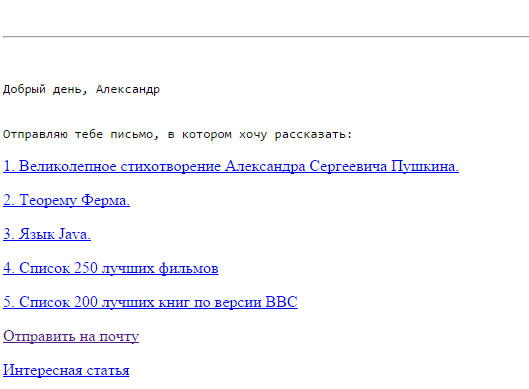 Добрый день, Александр
Отправляю тебе письмо, в котором хочу рассказать:
1. Великолепное стихотворение Александра Сергеевича Пушкина.
2. Теорему Ферма.
3. Язык Java.
4. Список 250 лучших фильмов
5. Список 200 лучших книг по версии BBC
Отправить на почту
Интересная статья